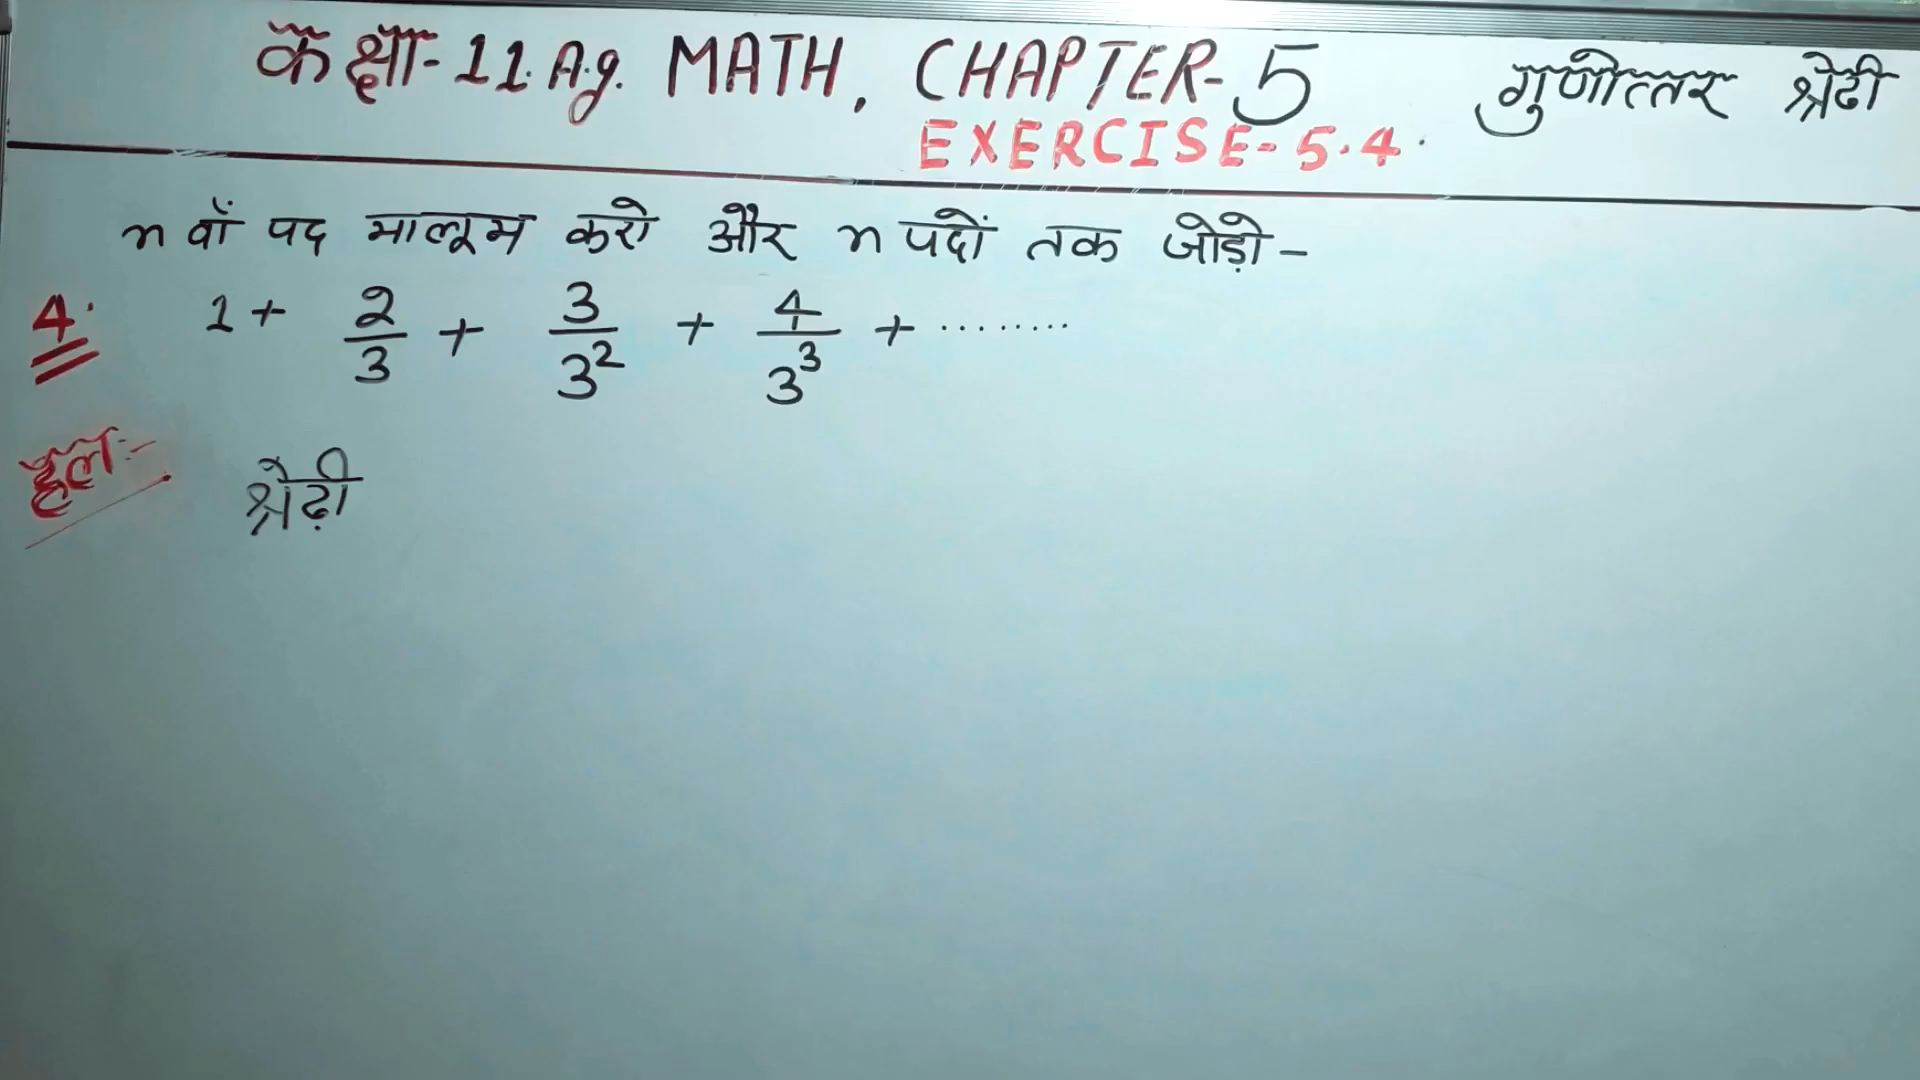 कक्षा-11.A.g. MATH, CHAPTER-5 गुणोत्तर श्रेढी
EXERCISE-5.4.
n वाँ पद मालूम करो और n पदों तक जोड़ो-
4. 1 + 2/3 + 3/3² + 4/3³ + ........
हल:- श्रेढ़ी